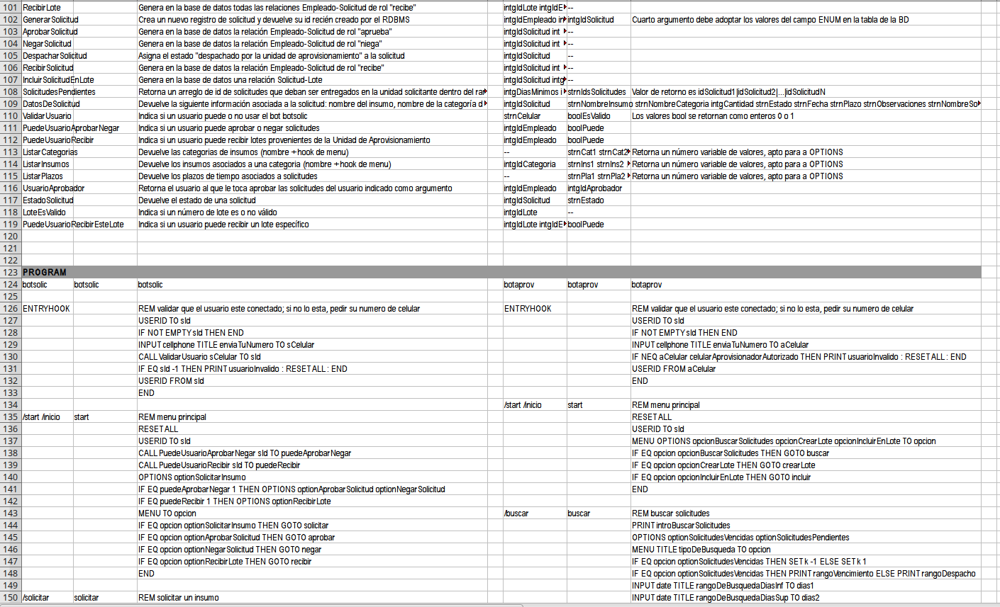 101 RecibirLote Genera en la base de datos todas las relaciones Empleado-Solicitud de rol "recibe" intgIdLote intgIdE --
102 GenerarSolicitud Crea un nuevo registro de solicitud y devuelve su id recién creado por el RDBMS intgIdEmpleado in intgIdSolicitud Cuarto argumento debe adoptar los valores del campo ENUM en la tabla de la BD
103 AprobarSolicitud Genera en la base de datos la relación Empleado-Solicitud de rol "aprueba" intgIdSolicitud int --
104 NegarSolicitud Genera en la base de datos la relación Empleado-Solicitud de rol "niega" intgIdSolicitud int --
105 DespacharSolicitud Asigna el estado "despachado por la unidad de aprovisionamiento" a la solicitud intgIdSolicitud --
106 RecibirSolicitud Genera en la base de datos la relación Empleado-Solicitud de rol "recibe" intgIdSolicitud int --
107 IncluirSolicitudEnLote Genera en la base de datos una relación Solicitud-Lote intgIdSolicitud intg --
108 SolicitudesPendientes Retorna un arreglo de id de solicitudes que deban ser entregados en la unidad solicitante dentro del ran intgDiasMinimos i strnIdsSolicitudes Valor de retorno es idSolicitud1|idSolicitud2|...|idSolicitudN
109 DatosDeSolicitud Devuelve la siguiente información asociada a la solicitud: nombre del insumo, nombre de la categoría d intgIdSolicitud strnNombreInsumo strnNombreCategoria intgCantidad strnEstado strnFecha strnPlazo strnObservaciones strnNombreSo
110 ValidarUsuario Indica si un usuario puede o no usar el bot botsolic strnCelular boolEsValido Los valores bool se retornan como enteros 0 o 1
111 PuedeUsuarioAprobarNegar Indica si un usuario puede aprobar o negar solicitudes intgIdEmpleado boolPuede
112 PuedeUsuarioRecibir Indica si un usuario puede recibir lotes provenientes de la Unidad de Aprovisionamiento intgIdEmpleado boolPuede
113 ListarCategorias Devuelve las categorias de insumos (nombre + hook de menu) -- strnCat1 strnCat2 Retorna un número variable de valores, apto para a OPTIONS
114 ListarInsumos Devuelve los insumos asociados a una categoria (nombre + hook de menu) intgIdCategoria strnIns1 strnIns2 Retorna un número variable de valores, apto para a OPTIONS
115 ListarPlazos Devuelve los plazos de tiempo asociados a solicitudes -- strnPla1 strnPla2 Retorna un número variable de valores, apto para a OPTIONS
116 UsuarioAprobador Retorna el usuario al que le toca aprobar las solicitudes del usuario indicado como argumento intgIdEmpleado intgIdAprobador
117 EstadoSolicitud Devuelve el estado de una solicitud intgIdSolicitud strnEstado
118 LoteEsValido Indica si un número de lote es o no válido intgIdLote --
119 PuedeUsuarioRecibirEsteLote Indica si un usuario puede recibir un lote específico intgIdLote intgIdE boolPuede
120
121
122
123 PROGRAM
124 botsolic botsolic botsolic botaprov botaprov botaprov
125
126 ENTRYHOOK REM validar que el usuario este conectado; si no lo esta, pedir su numero de celular ENTRYHOOK REM validar que el usuario este conectado; si no lo esta, pedir su numero de celular
127 USERID TO sId USERID TO sId
128 IF NOT EMPTY sId THEN END IF NOT EMPTY sId THEN END
129 INPUT cellphone TITLE enviaTuNumero TO sCelular INPUT cellphone TITLE enviaTuNumero TO aCelular
130 CALL ValidarUsuario sCelular TO sId IF NEQ aCelular celularAprovisionadorAutorizado THEN PRINT usuarioInvalido : RESETALL : END
131 IF EQ sId -1 THEN PRINT usuarioInvalido : RESETALL : END USERID FROM aCelular
132 USERID FROM sId END
133 END
134 /start /inicio start REM menu principal
135 /start /inicio start REM menu principal RESETALL
136 RESETALL USERID TO sId
137 USERID TO sId MENU OPTIONS opcionBuscarSolicitudes opcionCrearLote opcionIncluirEnLote TO opcion
138 CALL PuedeUsuarioAprobarNegar sId TO puedeAprobarNegar IF EQ opcion opcionBuscarSolicitudes THEN GOTO buscar
139 CALL PuedeUsuarioRecibir sId TO puedeRecibir IF EQ opcion opcionCrearLote THEN GOTO crearLote
140 OPTIONS optionSolicitarInsumo IF EQ opcion opcionIncluirEnLote THEN GOTO incluir
141 IF EQ puedeAprobarNegar 1 THEN OPTIONS optionAprobarSolicitud optionNegarSolicitud END
142 IF EQ puedeRecibir 1 THEN OPTIONS optionRecibirLote
143 MENU TO opcion /buscar buscar REM buscar solicitudes
144 IF EQ opcion optionSolicitarInsumo THEN GOTO solicitar PRINT introBuscarSolicitudes
145 IF EQ opcion optionAprobarSolicitud THEN GOTO aprobar OPTIONS optionSolicitudesVencidas optionSolicitudesPendientes
146 IF EQ opcion optionNegarSolicitud THEN GOTO negar MENU TITLE tipoDeBusqueda TO opcion
147 IF EQ opcion optionRecibirLote THEN GOTO recibir IF EQ opcion optionSolicitudesVencidas THEN SET k -1 ELSE SET k 1
148 END IF EQ opcion optionSolicitudesVencidas THEN PRINT rangoVencimiento ELSE PRINT rangoDespacho
149 INPUT date TITLE rangoDeBusquedaDiasInf TO dias1
150 /solicitar solicitar REM solicitar un insumo INPUT date TITLE rangoDeBusquedaDiasSup TO dias2